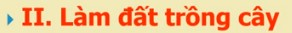 II. Làm đất trồng cây